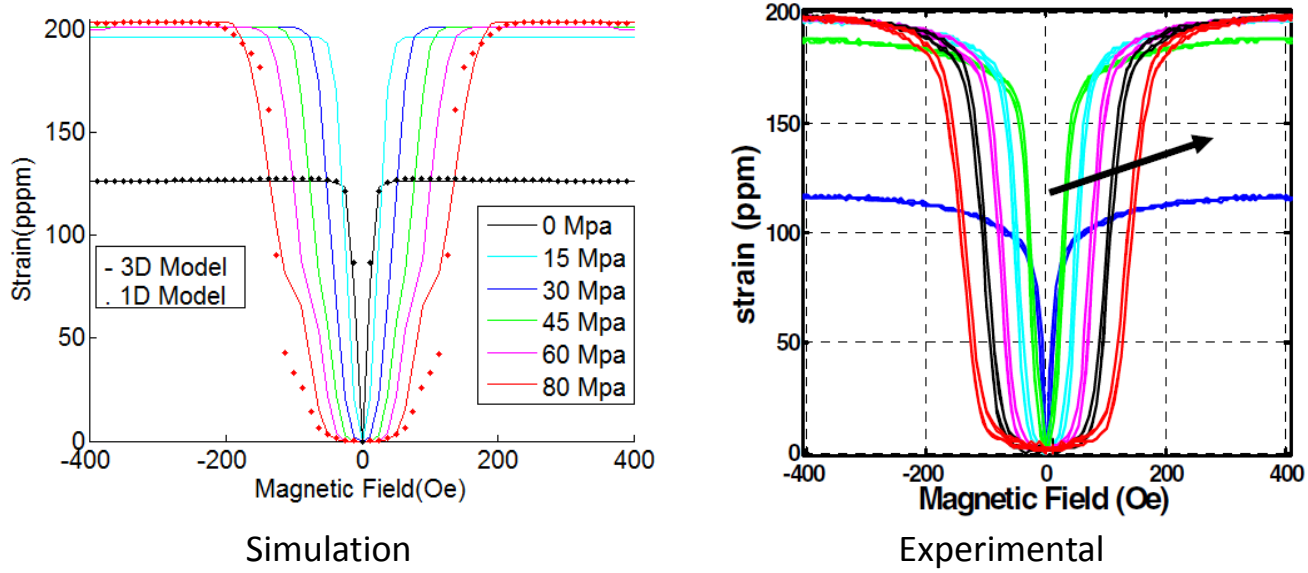 200
150
100
50
0
Strain(pppm)
-400
-200
0
200
400
Magnetic Field(Oe)
- 3D Model
. 1D Model
0 Mpa
15 Mpa
30 Mpa
45 Mpa
60 Mpa
80 Mpa
Simulation
200
150
100
50
0
strain (ppm)
-400
-200
0
200
400
Magnetic Field (Oe)
Experimental